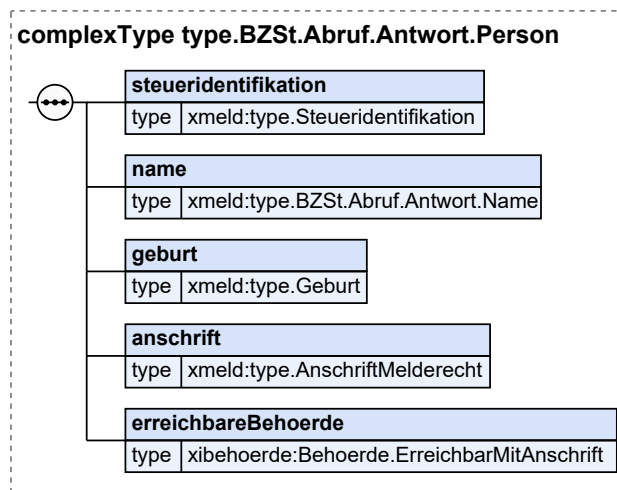 complexType type.BZSt.Abruf.Antwort.Person
steueridentifikation
type xmeld:type.Steueridentifikation
name
type xmeld:type.BZSt.Abruf.Antwort.Name
geburt
type xmeld:type.Geburt
anschrift
type xmeld:type.AnschriftMelderecht
erreichbareBehoerde
type xibehoerde:Behoerde.ErreichbarMitAnschrift